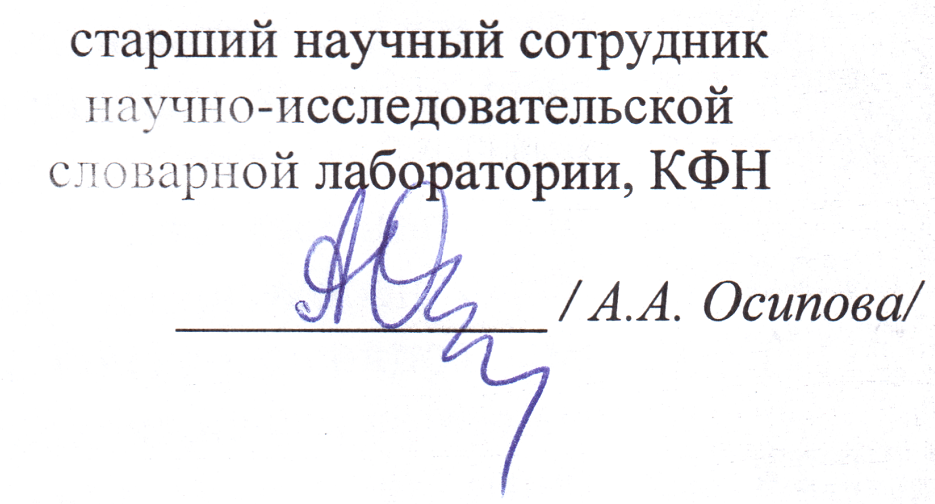 старший научный сотрудник
научно-исследовательской
словарной лаборатории, КФН
/ А.А. Осипова/